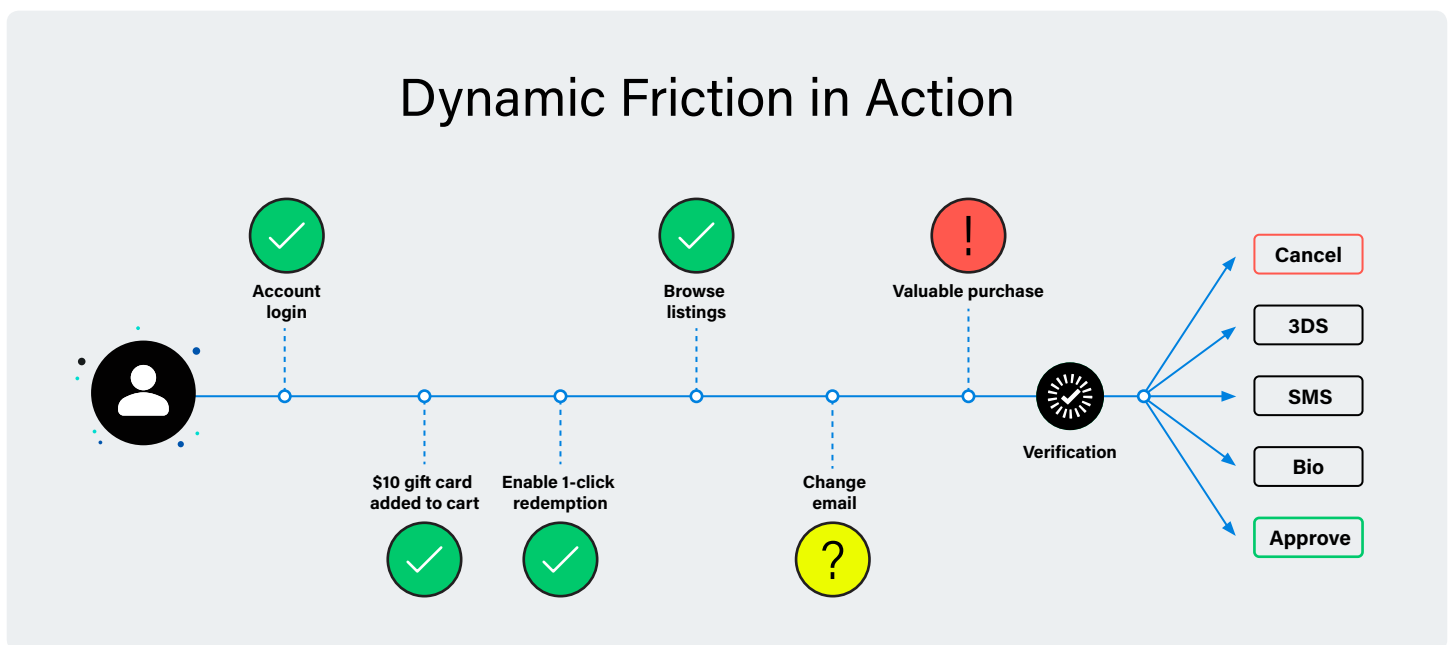 Dynamic Friction in Action
Account
login
$10 gift card
added to cart
Enable 1-click
redemption
Browse
listings
Change
email
?
Valuable purchase
!
Verification
Cancel
3DS
SMS
Bio
Approve